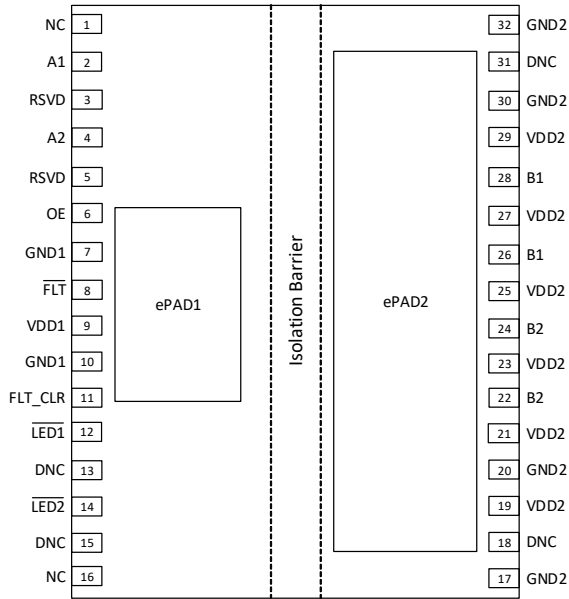 NC 1
A1 2
RSVD 3
A2 4
RSVD 5
OE 6
GND1 7
FLT 8
VDD1 9
GND1 10
FLT_CLR 11
LED1 12
DNC 13
LED2 14
DNC 15
NC 16
ePAD1
Isolation Barrier
ePAD2
32 GND2
31 DNC
30 GND2
29 VDD2
28 B1
27 VDD2
26 B1
25 VDD2
24 B2
23 VDD2
22 B2
21 VDD2
20 GND2
19 VDD2
18 DNC
17 GND2